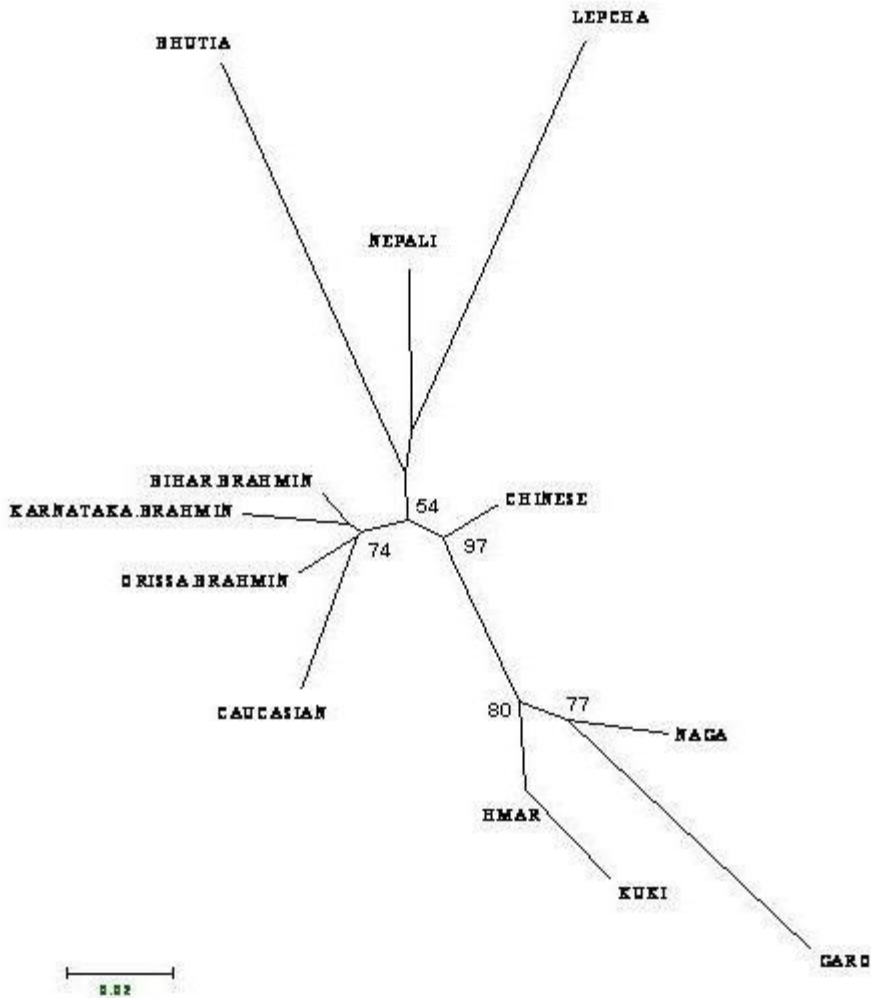 LEPCHA
BHUTIA
NEPALI
BIHAR.BRAHMIN
KARNATAKA.BRAHMIN
54
CHINESE
74
97
ORISSA.BRAHMIN
CAUCASIAN
80
77
NAGA
HMAR
KUKI
GARO
0.02